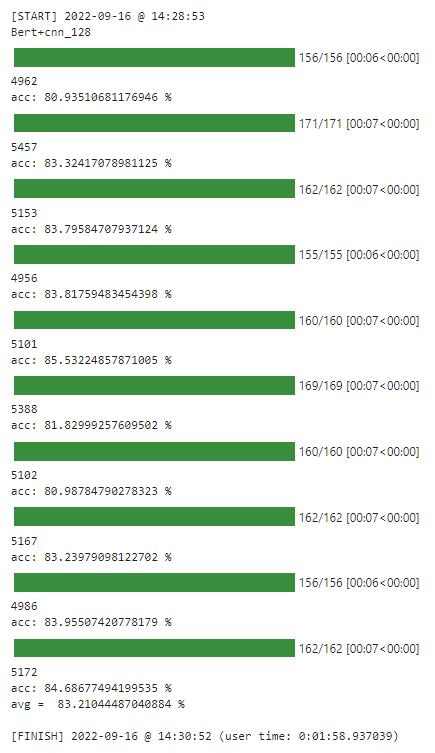 [START] 2022-09-16 @ 14:28:53
Bert+cnn_128
156/156 [00:06<00:00]
4962
acc: 80.93510681176946 %
171/171 [00:07<00:00]
5457
acc: 83.32417078981125 %
162/162 [00:07<00:00]
5153
acc: 83.79584707937124 %
155/155 [00:06<00:00]
4956
acc: 83.81759483454398 %
160/160 [00:07<00:00]
5101
acc: 85.53224857871005 %
169/169 [00:07<00:00]
5388
acc: 81.82999257609502 %
160/160 [00:07<00:00]
5102
acc: 80.98784790278323 %
162/162 [00:07<00:00]
5167
acc: 83.23979098122702 %
156/156 [00:06<00:00]
4986
acc: 83.95507420778179 %
162/162 [00:07<00:00]
5172
acc: 84.68677494199535 %
avg =  83.21044487040884 %
[FINISH] 2022-09-16 @ 14:30:52 (user time: 0:01:58.937039)